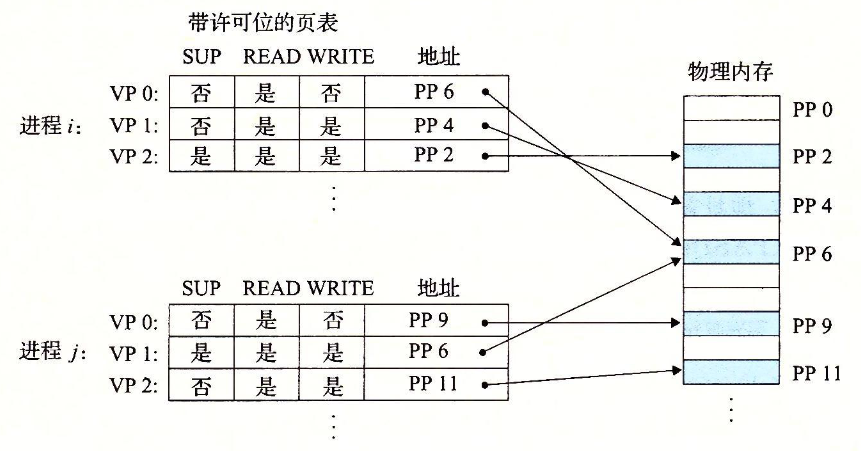 带许可位的页表
SUP READ WRITE 地址
物理内存
进程 i:
VP 0: 否 是 否 PP 6
VP 1: 否 是 是 PP 4
VP 2: 是 是 是 PP 2
⋮
PP 0
PP 2
PP 4
PP 6
PP 9
PP 11
⋮
SUP READ WRITE 地址
进程 j:
VP 0: 否 是 否 PP 9
VP 1: 是 是 是 PP 6
VP 2: 否 是 是 PP 11
⋮